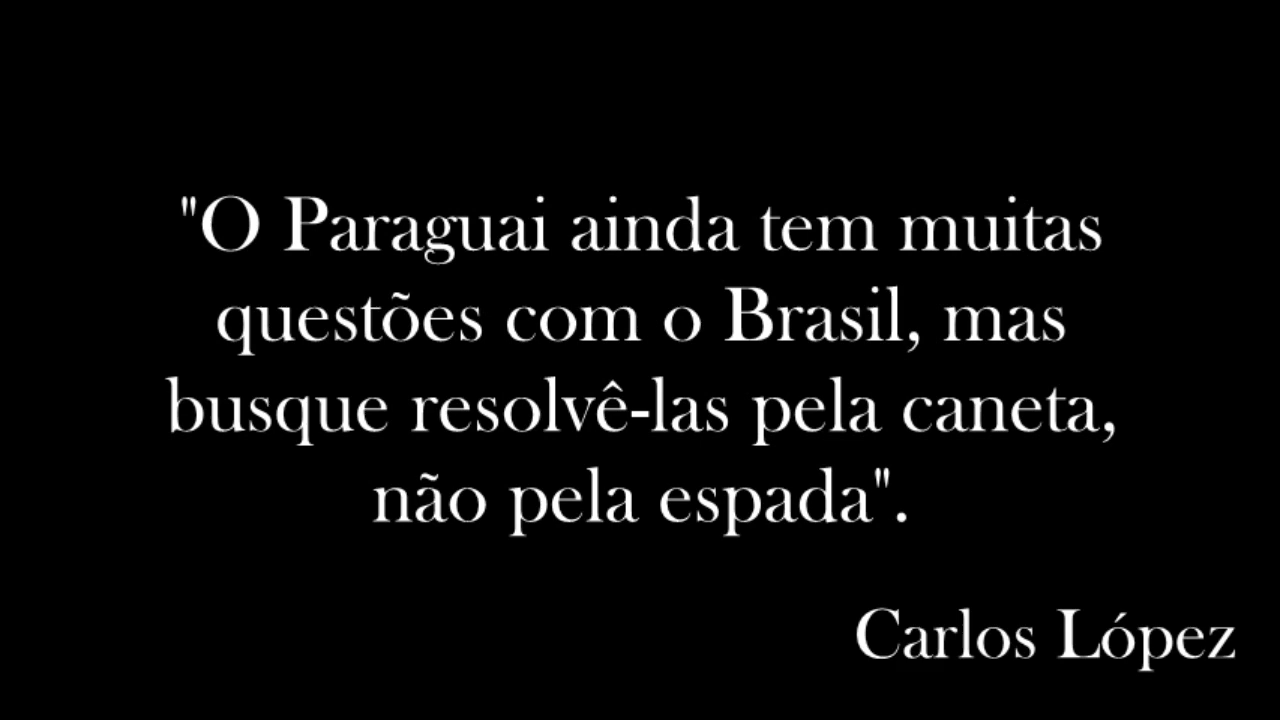 "O Paraguai ainda tem muitas
questões com o Brasil, mas
busque resolvê-las pela caneta,
não pela espada".
Carlos López